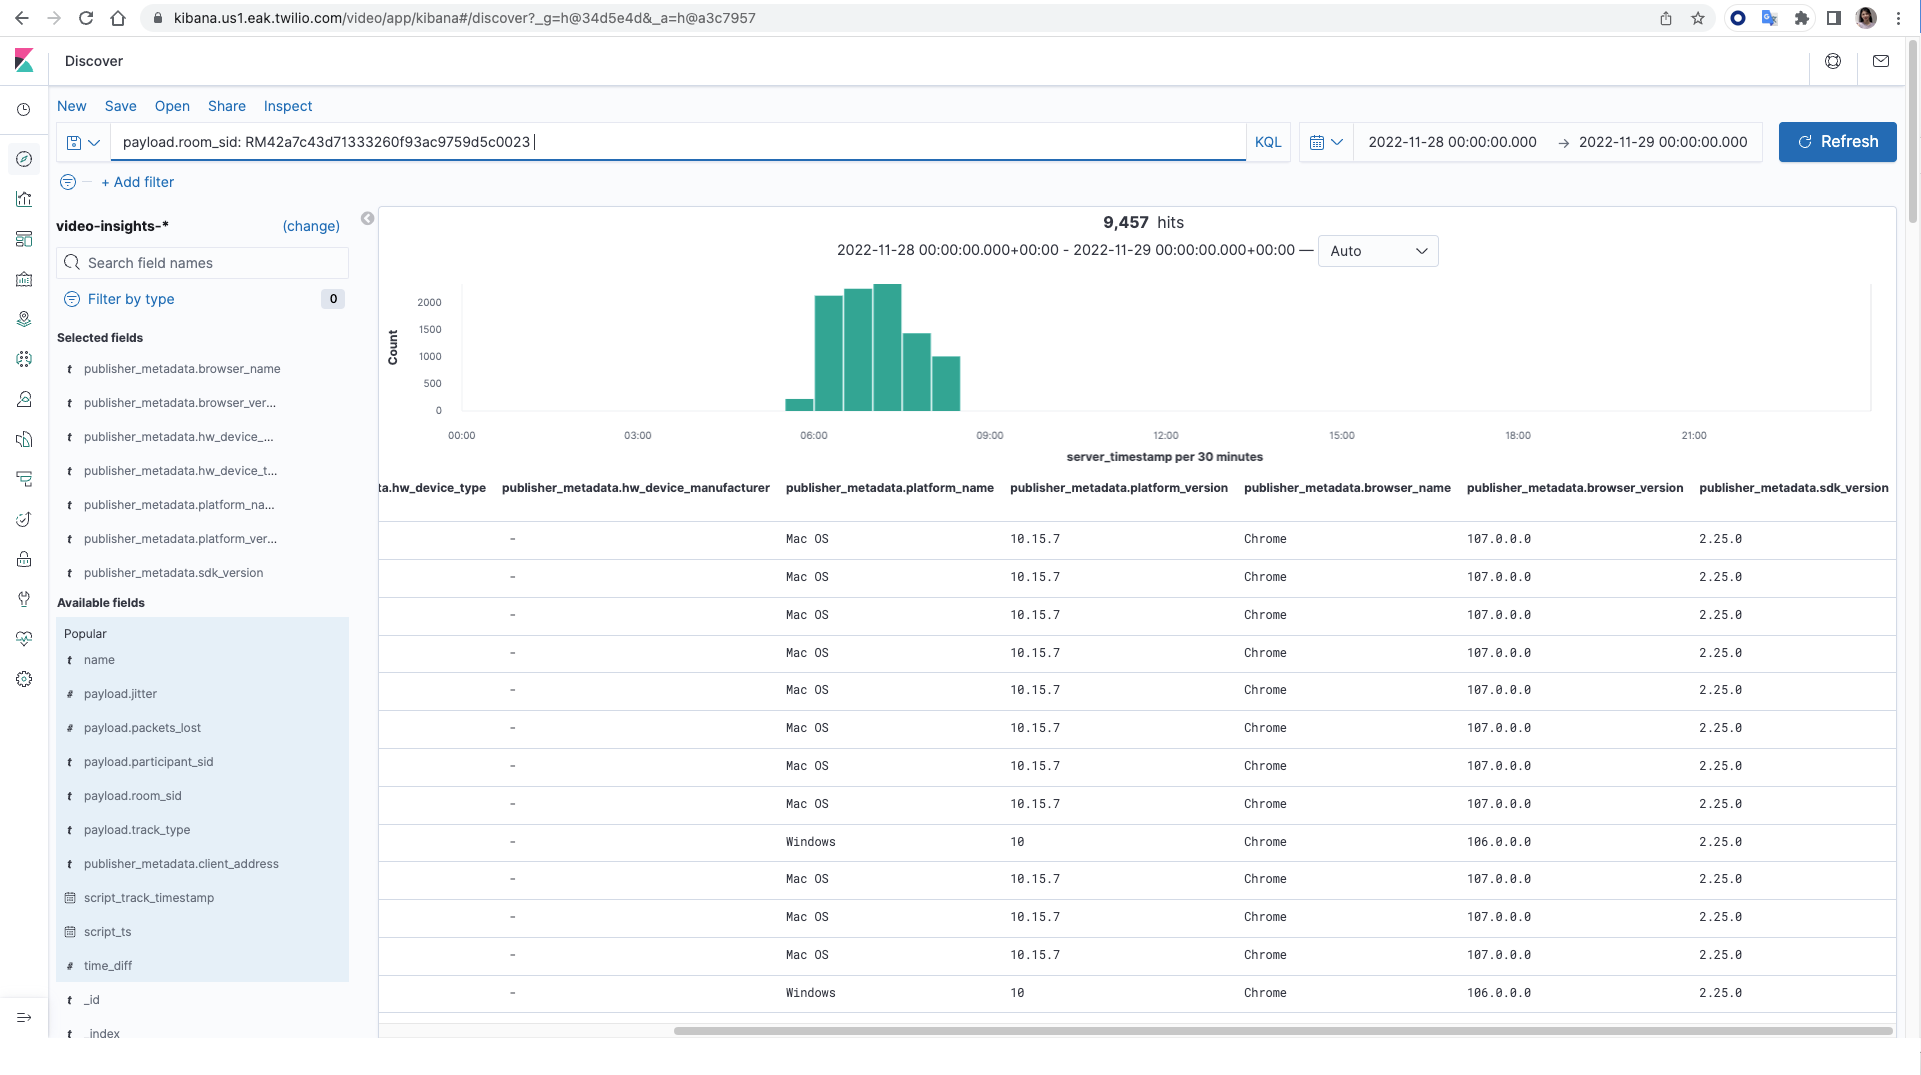 kibana.us1.eak.twilio.com/video/app/kibana#/discover?_g=h@34d5e4d&_a=h@a3c7957
Discover
New Save Open Share Inspect
payload.room_sid: RM42a7c43d71333260f93ac9759d5c0023
KQL
2022-11-28 00:00:00.000 → 2022-11-29 00:00:00.000
Refresh
+ Add filter
video-insights-* (change)
Search field names
Filter by type 0
Selected fields
t publisher_metadata.browser_name
t publisher_metadata.browser_ver...
t publisher_metadata.hw_device_...
t publisher_metadata.hw_device_t...
t publisher_metadata.platform_na...
t publisher_metadata.platform_ver...
t publisher_metadata.sdk_version
Available fields
Popular
t name
# payload.jitter
# payload.packets_lost
t payload.participant_sid
t payload.room_sid
t payload.track_type
t publisher_metadata.client_address
script_track_timestamp
script_ts
# time_diff
t _id
t _index
9,457 hits
2022-11-28 00:00:00.000+00:00 - 2022-11-29 00:00:00.000+00:00 — Auto
Count
2000
1500
1000
500
0
00:00 03:00 06:00 09:00 12:00 15:00 18:00 21:00
server_timestamp per 30 minutes
ta.hw_device_type publisher_metadata.hw_device_manufacturer publisher_metadata.platform_name publisher_metadata.platform_version publisher_metadata.browser_name publisher_metadata.browser_version publisher_metadata.sdk_version
- Mac OS 10.15.7 Chrome 107.0.0.0 2.25.0
- Mac OS 10.15.7 Chrome 107.0.0.0 2.25.0
- Mac OS 10.15.7 Chrome 107.0.0.0 2.25.0
- Mac OS 10.15.7 Chrome 107.0.0.0 2.25.0
- Mac OS 10.15.7 Chrome 107.0.0.0 2.25.0
- Mac OS 10.15.7 Chrome 107.0.0.0 2.25.0
- Mac OS 10.15.7 Chrome 107.0.0.0 2.25.0
- Mac OS 10.15.7 Chrome 107.0.0.0 2.25.0
- Windows 10 Chrome 106.0.0.0 2.25.0
- Mac OS 10.15.7 Chrome 107.0.0.0 2.25.0
- Mac OS 10.15.7 Chrome 107.0.0.0 2.25.0
- Mac OS 10.15.7 Chrome 107.0.0.0 2.25.0
- Windows 10 Chrome 106.0.0.0 2.25.0